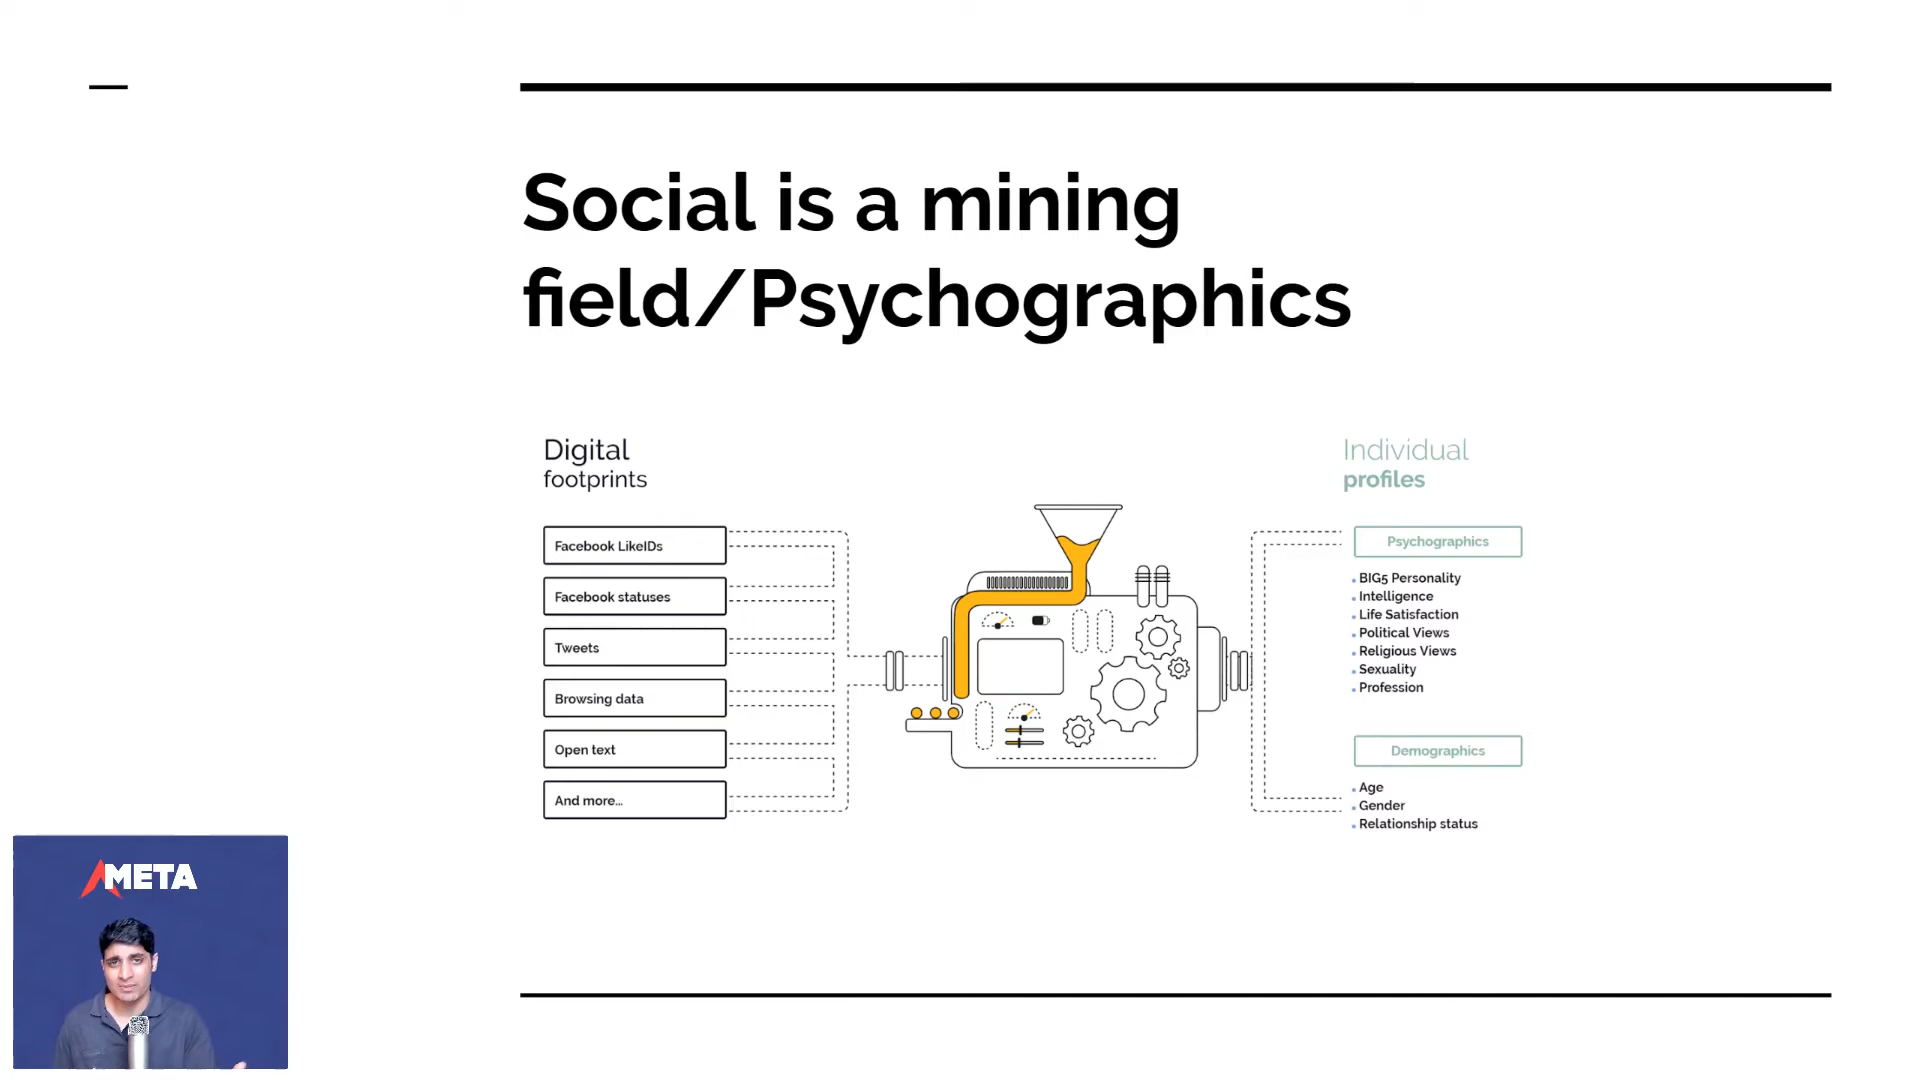 Social is a mining
field/Psychographics
Digital
footprints
Facebook LikeIDs
Facebook statuses
Tweets
Browsing data
Open text
And more...
Individual
profiles
Psychographics
BIG5 Personality
Intelligence
Life Satisfaction
Political Views
Religious Views
Sexuality
Profession
Demographics
Age
Gender
Relationship status
META